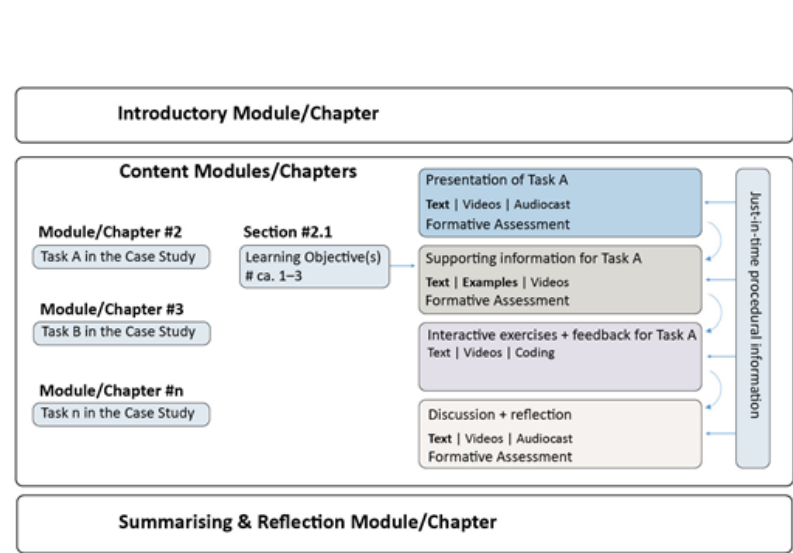 Introductory Module/Chapter
Content Modules/Chapters
Module/Chapter #2
Task A in the Case Study
Module/Chapter #3
Task B in the Case Study
Module/Chapter #n
Task n in the Case Study
Section #2.1
Learning Objective(s)
# ca. 1–3
Presentation of Task A
Text | Videos | Audiocast
Formative Assessment
Supporting information for Task A
Text | Examples | Videos
Formative Assessment
Interactive exercises + feedback for Task A
Text | Videos | Coding
Discussion + reflection
Text | Videos | Audiocast
Formative Assessment
Just-in-time procedural information
Summarising & Reflection Module/Chapter